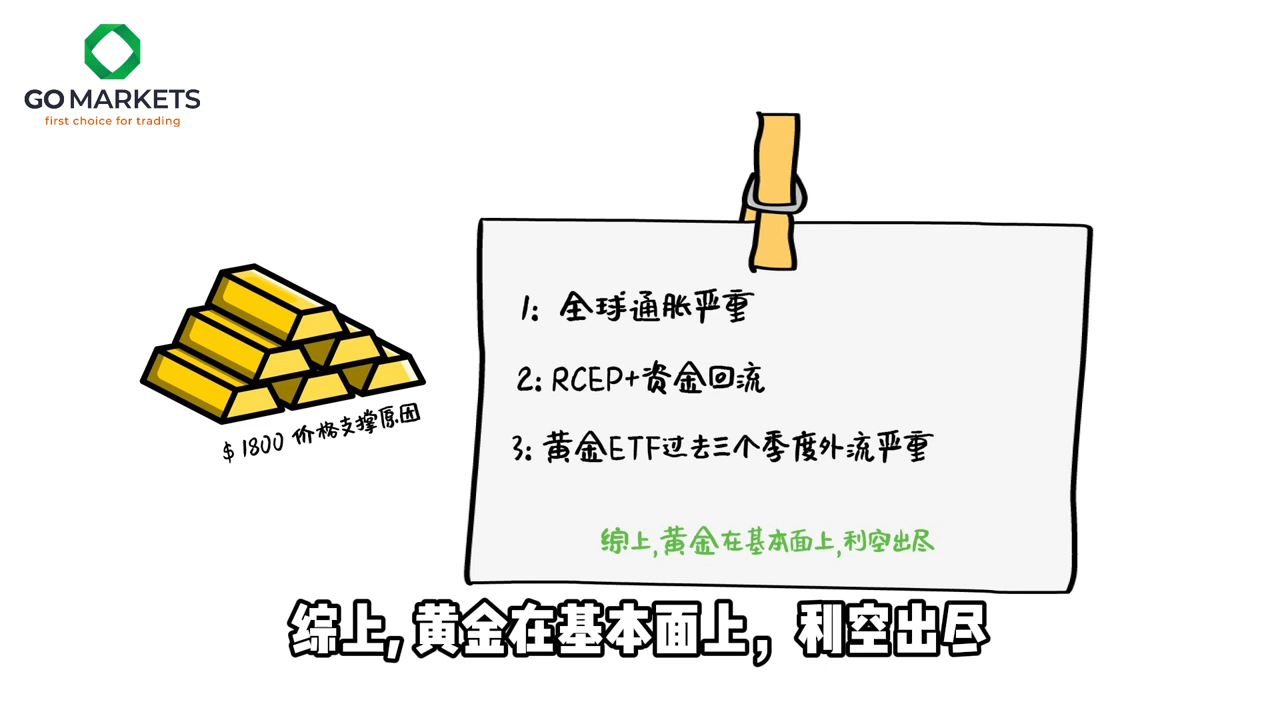 GO MARKETS
first choice for trading
1: 全球通胀严重
2: RCEP+资金回流
3: 黄金ETF过去三个季度外流严重
$1800 价格支撑原因
综上,黄金在基本面上,利空出尽
综上,黄金在基本面上，利空出尽